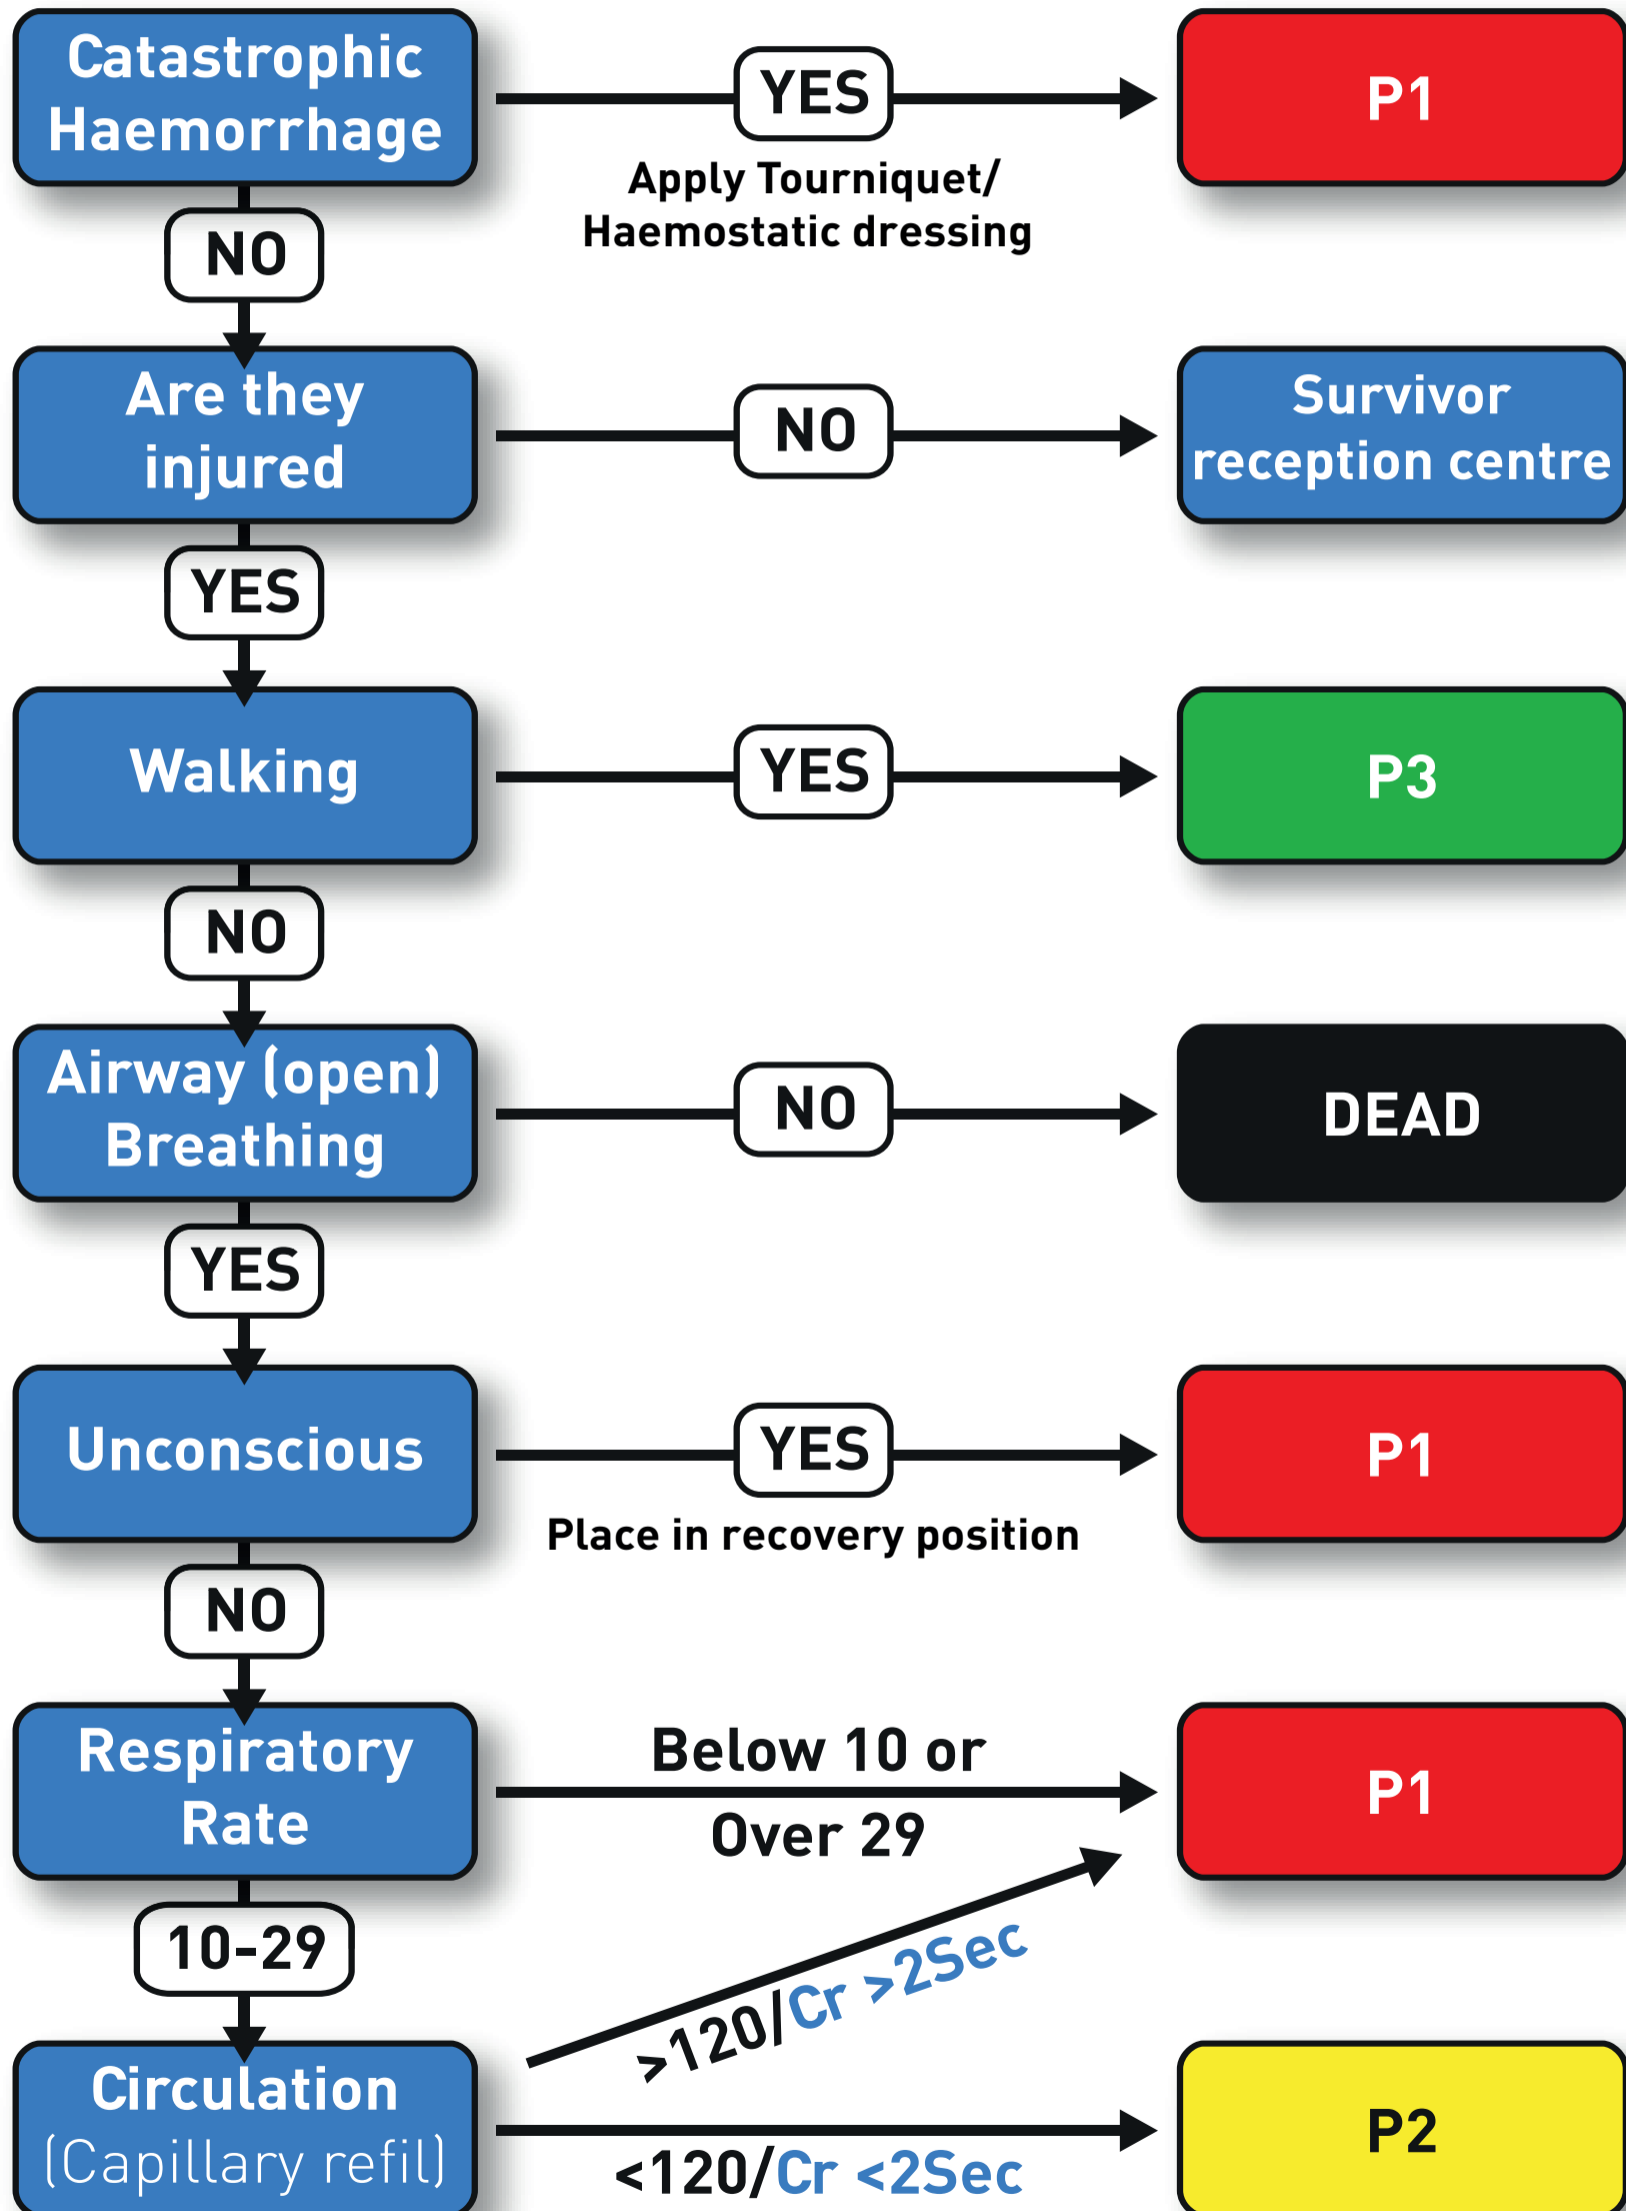 Catastrophic
Haemorrhage
YES
P1
Apply Tourniquet/
Haemostatic dressing
NO
Are they
injured
NO
Survivor
reception centre
YES
Walking
YES
P3
NO
Airway (open)
Breathing
NO
DEAD
YES
Unconscious
YES
P1
Place in recovery position
NO
Respiratory
Rate
Below 10 or
Over 29
P1
10-29
>120/Cr >2Sec
Circulation
(Capillary refil)
<120/Cr <2Sec
P2